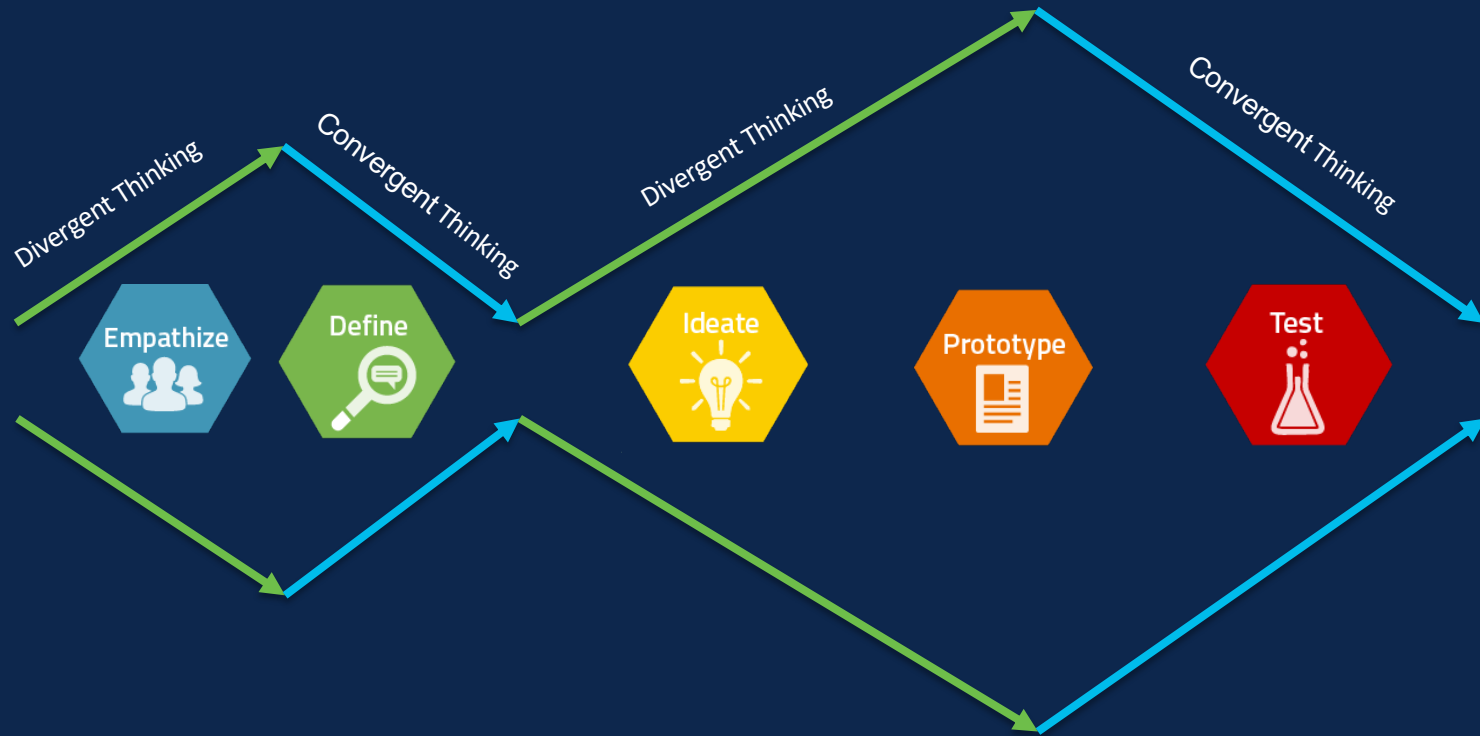 Divergent Thinking
Convergent Thinking
Divergent Thinking
Convergent Thinking
Empathize
Define
Ideate
Prototype
Test